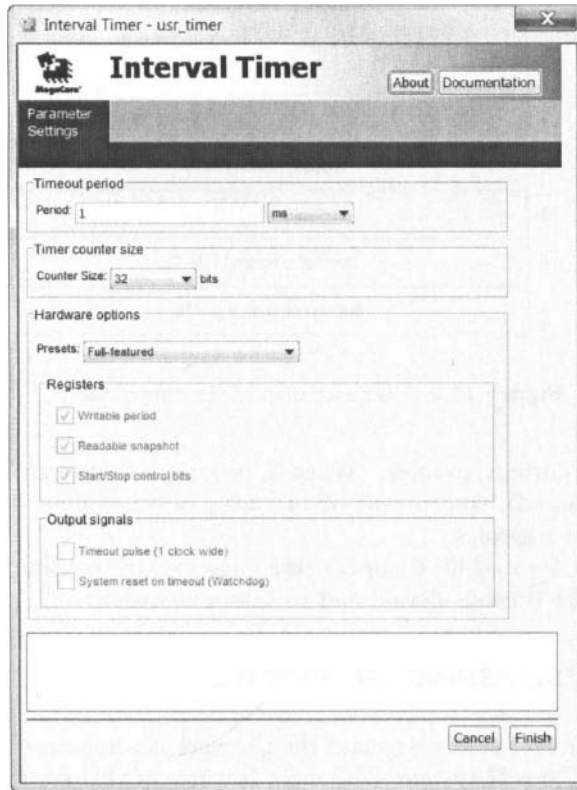 Interval Timer - usr_timer
X
MegaCore®
Interval Timer
About
Documentation
Parameter
Settings
Timeout period
Period: 1 ms
Timer counter size
Counter Size: 32 bits
Hardware options
Presets: Full-featured
Registers
Writable period
Readable snapshot
Start/Stop control bits
Output signals
Timeout pulse (1 clock wide)
System reset on timeout (Watchdog)
Cancel
Finish